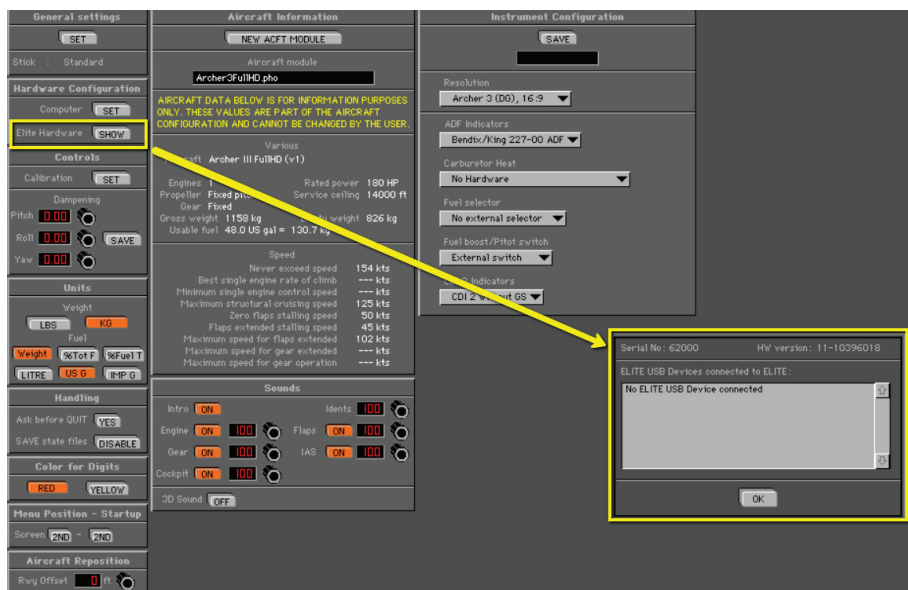 General settings
SET
Stick : Standard
Hardware Configuration
Computer SET
Elite Hardware SHOW
Controls
Calibration SET
Dampening
Pitch 0.00
Roll 0.00 SAVE
Yaw 0.00
Units
Weight
LBS KG
Fuel
Weight %Tot F %Fuel T
LITRE US G IMP G
Handling
Ask before QUIT YES
SAVE state files DISABLE
Color for Digits
RED YELLOW
Menu Position - Startup
Screen 2ND - 2ND
Aircraft Reposition
Rwy Offset 0 ft
Aircraft Information
NEW ACFT MODULE
Aircraft module
Archer3FullHD.pho
AIRCRAFT DATA BELOW IS FOR INFORMATION PURPOSES
ONLY. THESE VALUES ARE PART OF THE AIRCRAFT
CONFIGURATION AND CANNOT BE CHANGED BY THE USER.
Various
Archer III FullHD (v1)
Engines 1 Rated power 180 HP
Propeller Fixed Service ceiling 14000 ft
Gear Fixed
Gross weight 1158 kg weight 826 kg
Usable fuel 48.0 US gal = 130.7 kg
Speed
Never exceed speed 154 kts
Best single engine rate of climb --- kts
Minimum single engine control speed --- kts
Maximum structural cruising speed 125 kts
Zero flaps stalling speed 50 kts
Flaps extended stalling speed 45 kts
Maximum speed for flaps extended 102 kts
Maximum speed for gear extended --- kts
Maximum speed for gear operation --- kts
Sounds
Intro ON Idents 100
Engine ON 100 Flaps ON 100
Gear ON 100 IAS ON 100
Cockpit ON 100
3D Sound OFF
Instrument Configuration
SAVE
Resolution
Archer 3 (DG), 16:9
ADF Indicators
Bendix/King 227-00 ADF
Carburetor Heat
No Hardware
Fuel selector
No external selector
Fuel boost/Pitot switch
External switch
Indicators
CDI 2 without GS
Serial No: 62000 HW version: 11-10396018
ELITE USB Devices connected to ELITE:
No ELITE USB Device connected
OK